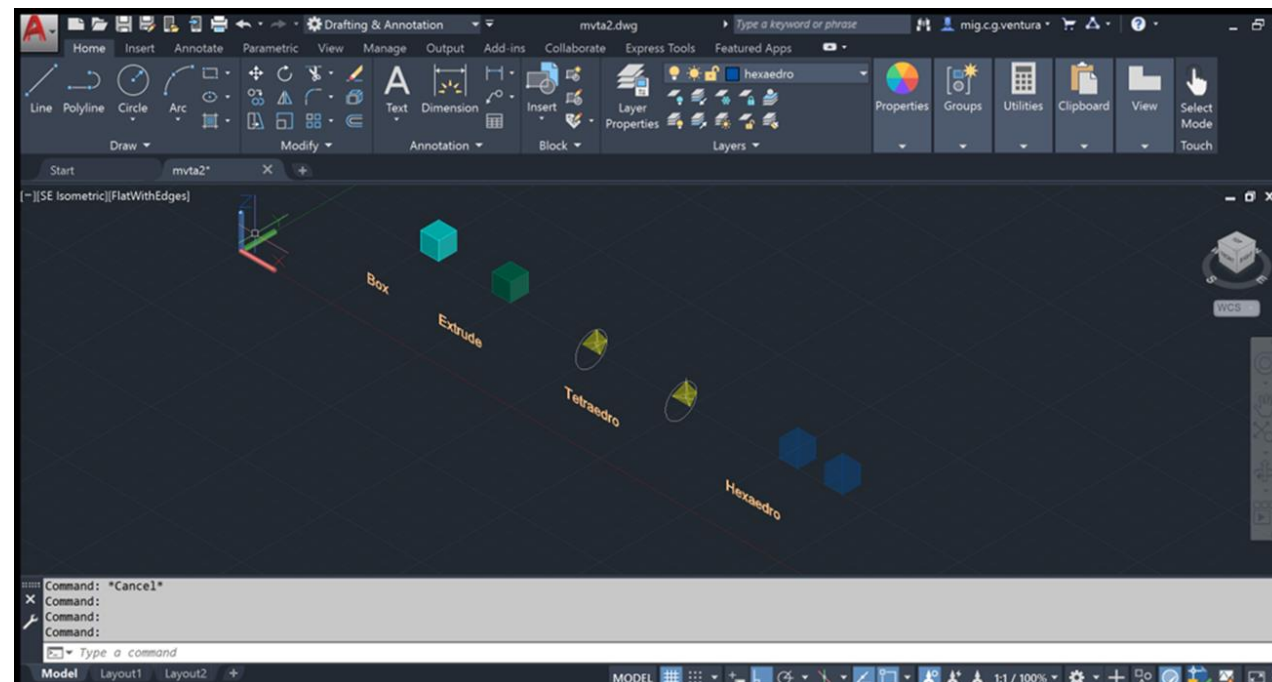 Drafting & Annotation
mvta2.dwg
Type a keyword or phrase
mig.c.g.ventura
Home Insert Annotate Parametric View Manage Output Add-ins Collaborate Express Tools Featured Apps
hexaedro
Line Polyline Circle Arc
Text Dimension
Insert
Layer Properties
Properties Groups Utilities Clipboard View Select Mode
Draw Modify Annotation Block Layers Touch
Start mvta2* +
[-][SE Isometric][FlatWithEdges]
Z
Y
X
Box
Extrude
Tetraedro
Hexaedro
WCS
Command: *Cancel*
Command:
Command:
Command:
Type a command
Model Layout1 Layout2 +
MODEL 1:1 / 100%